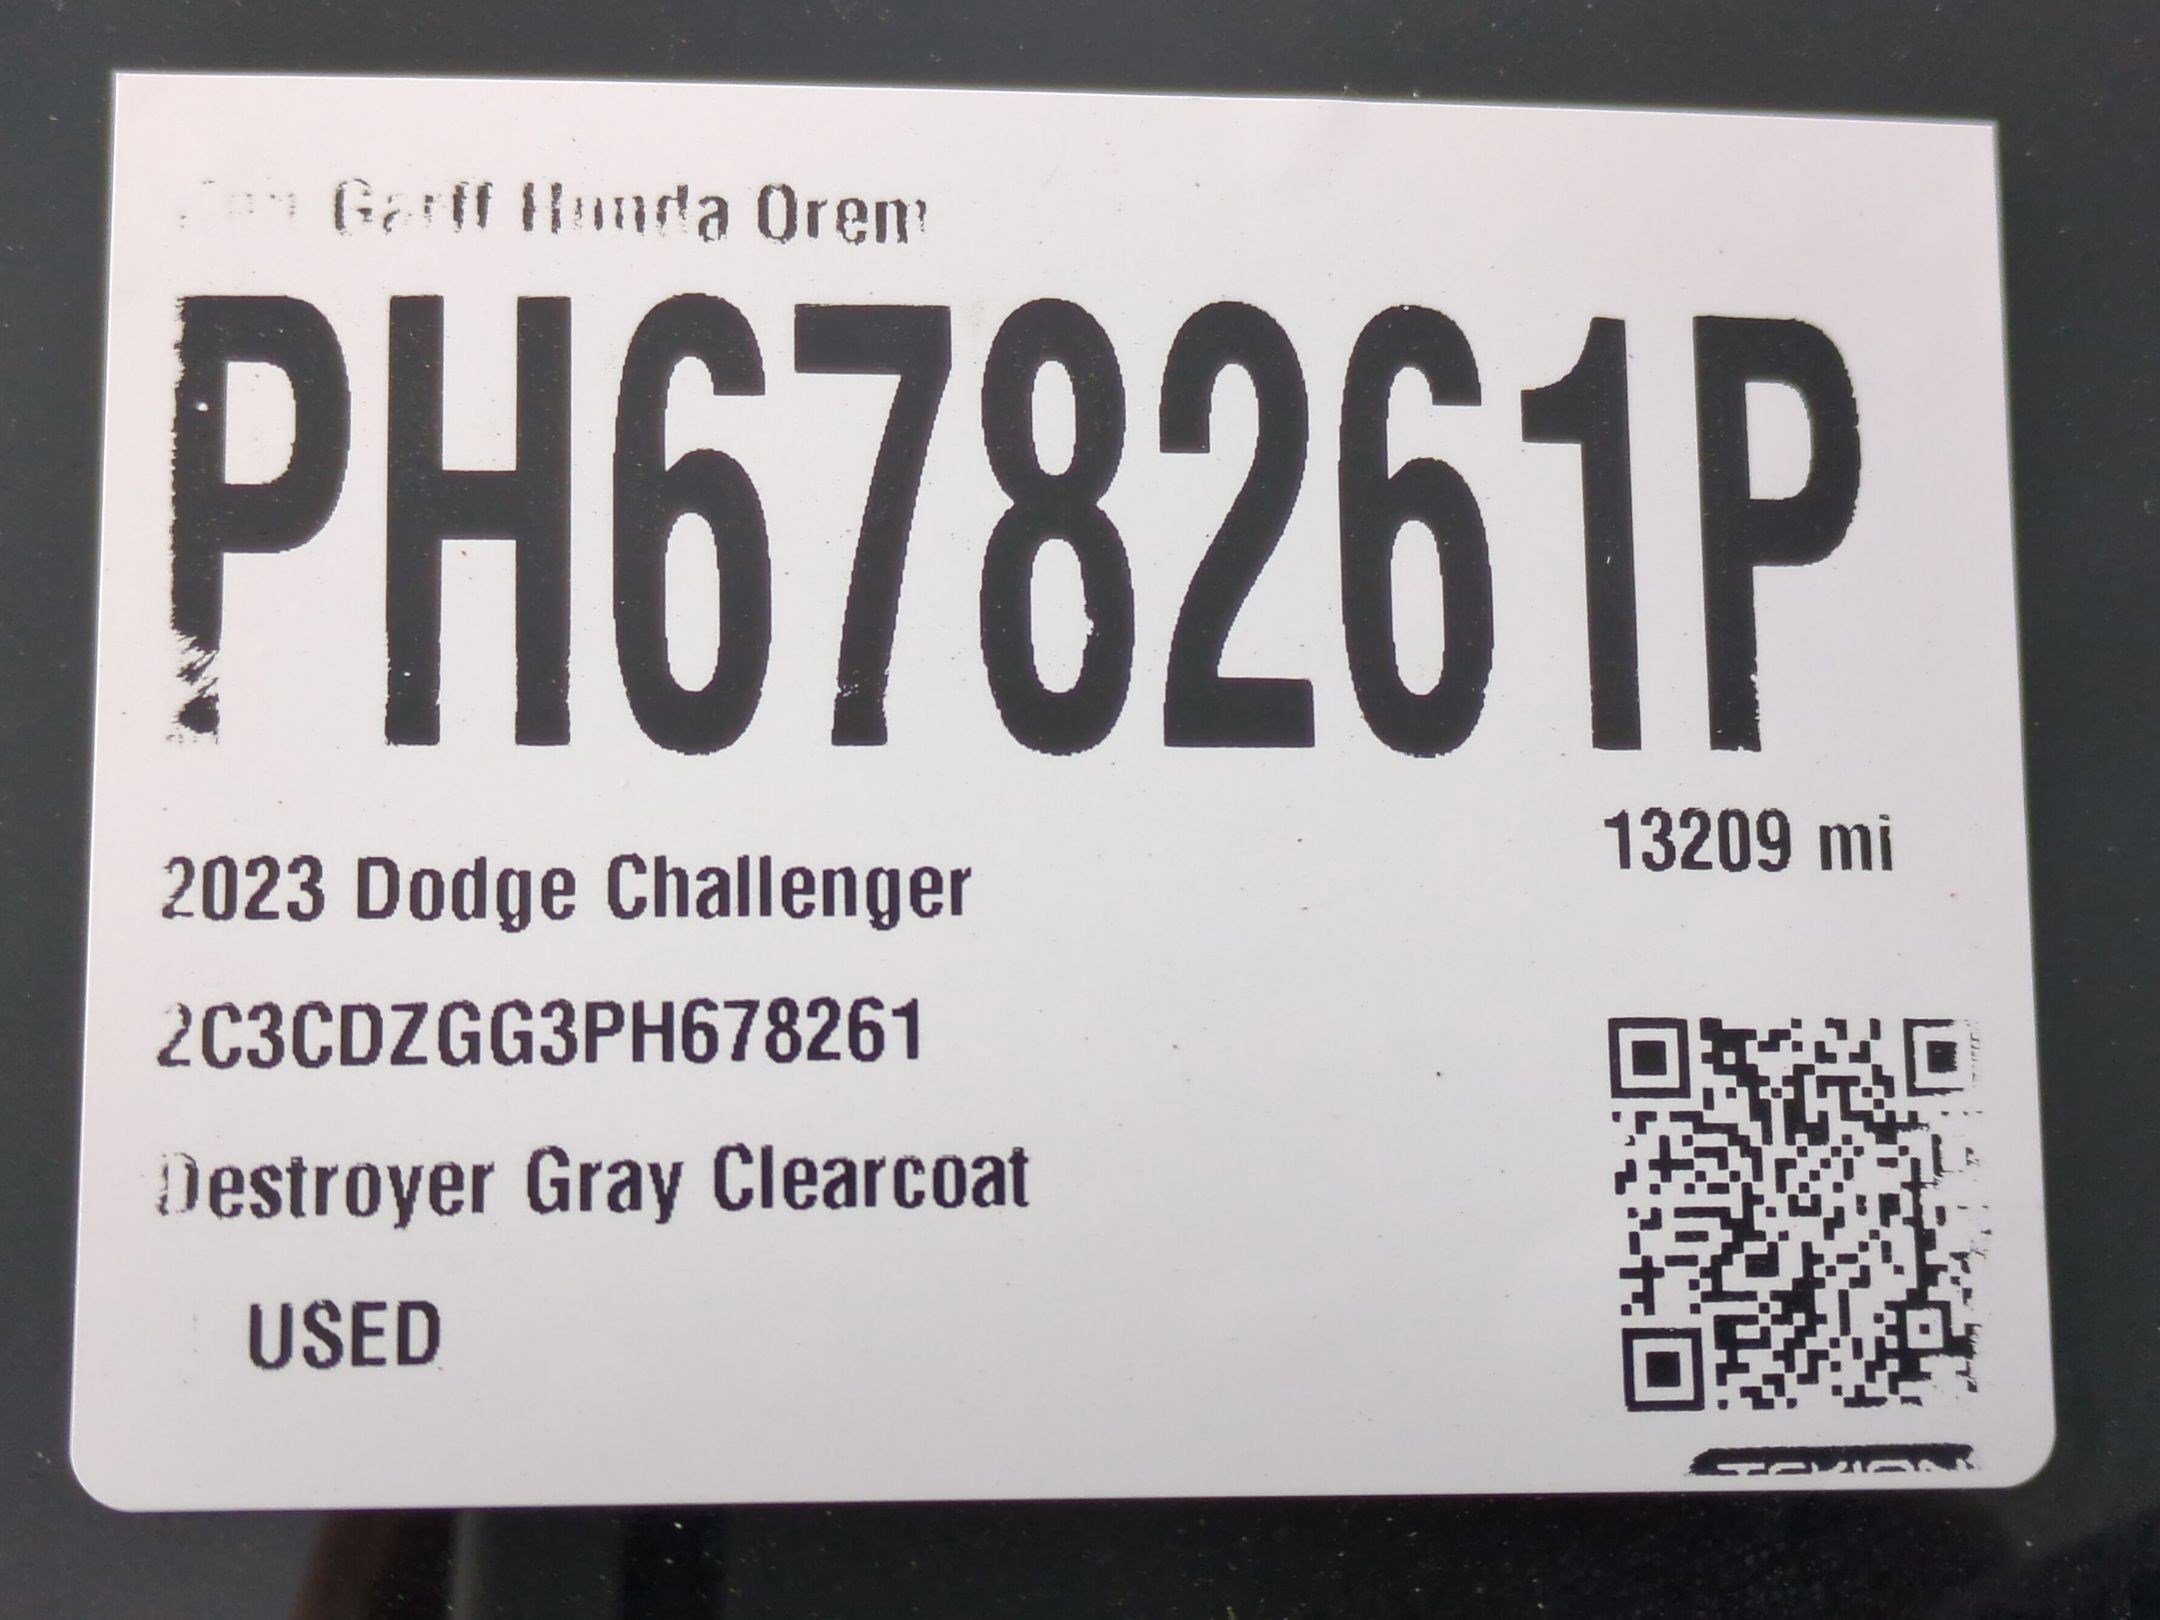 Garff Honda Orem
PH678261P
13209 mi
2023 Dodge Challenger
2C3CDZGG3PH678261
Destroyer Gray Clearcoat
USED